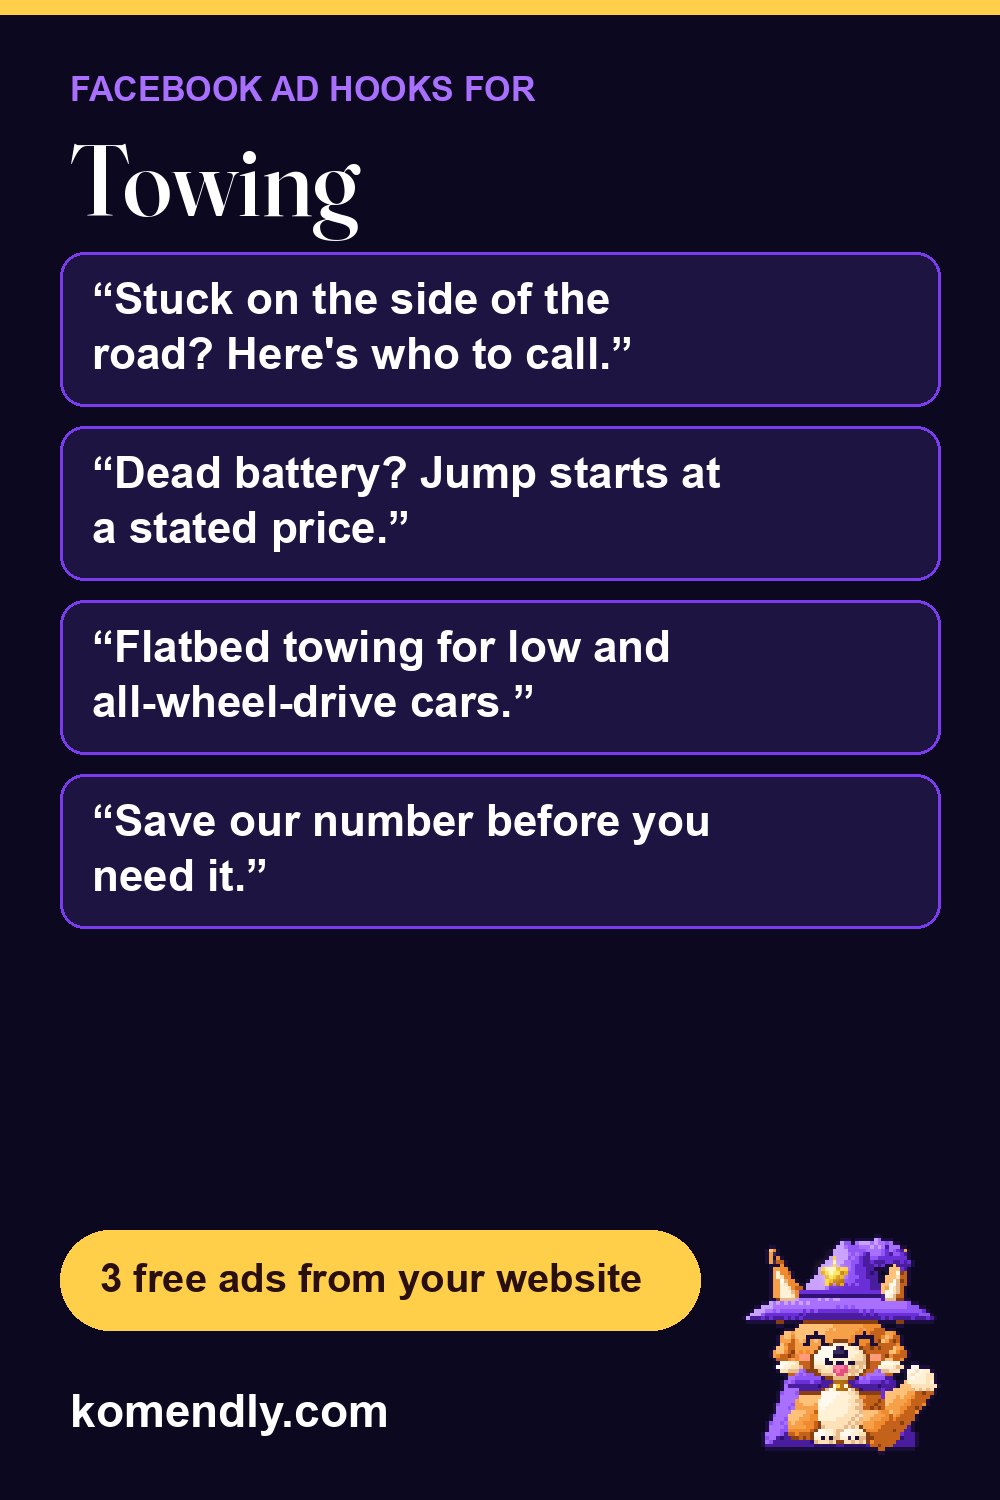 FACEBOOK AD HOOKS FOR
Towing
“Stuck on the side of the
road? Here's who to call.”
“Dead battery? Jump starts at
a stated price.”
“Flatbed towing for low and
all-wheel-drive cars.”
“Save our number before you
need it.”
3 free ads from your website
komendly.com